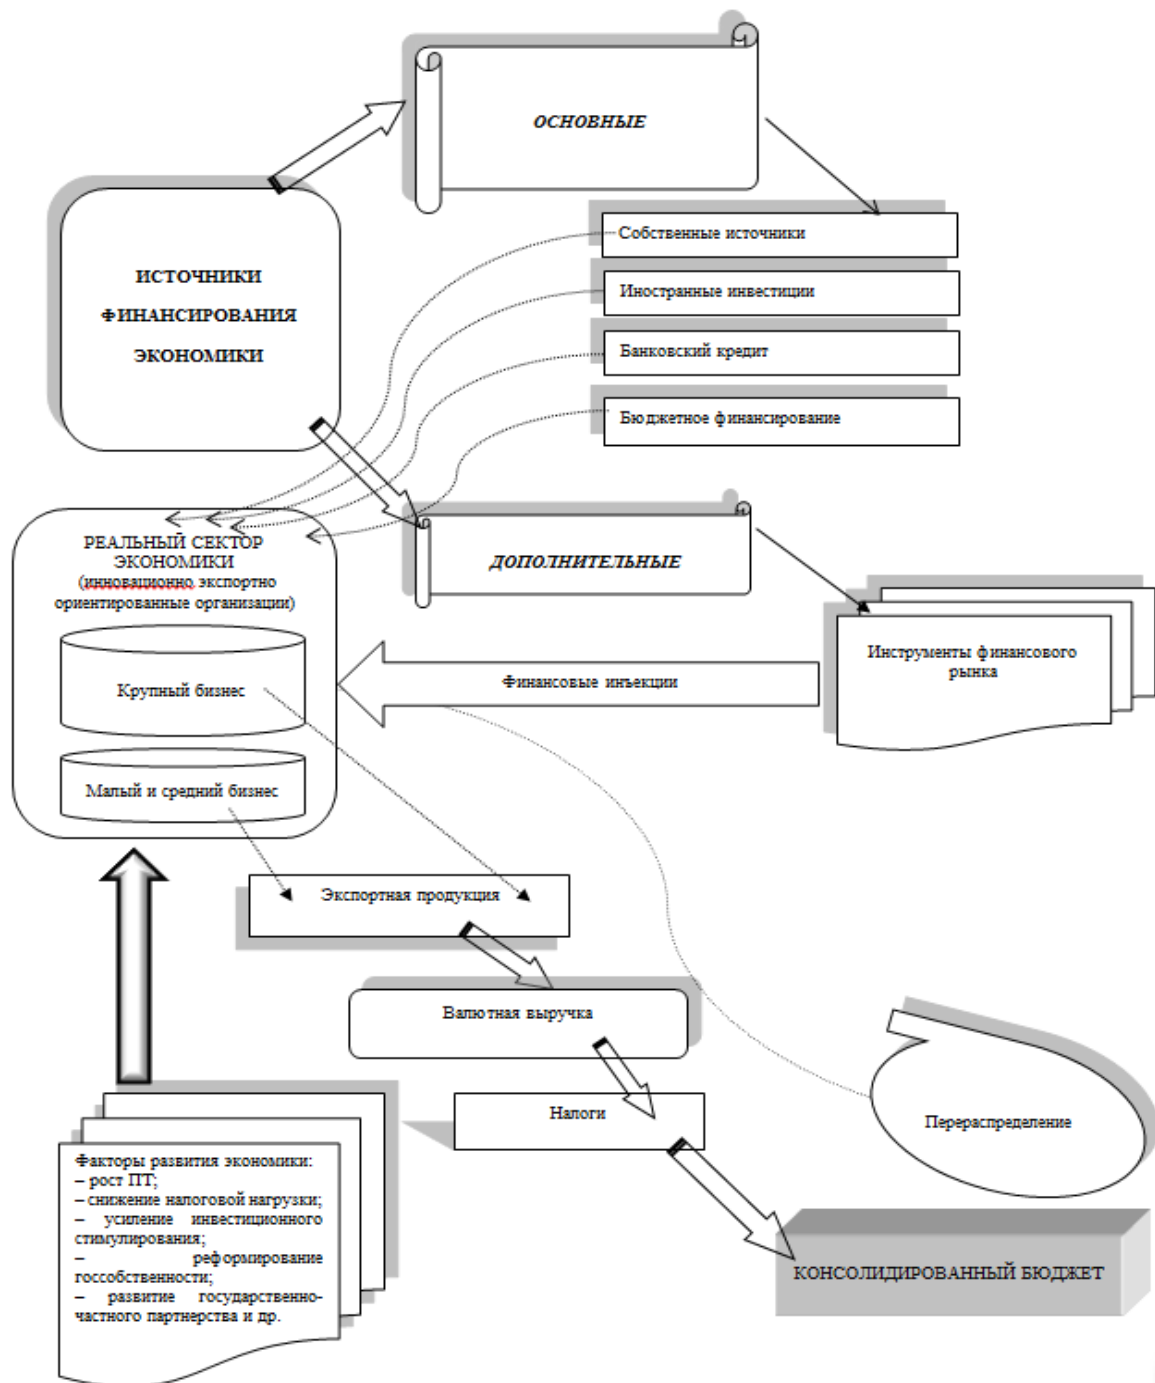 ОСНОВНЫЕ
ИСТОЧНИКИ
ФИНАНСИРОВАНИЯ
ЭКОНОМИКИ
Собственные источники
Иностранные инвестиции
Банковский кредит
Бюджетное финансирование
РЕАЛЬНЫЙ СЕКТОР
ЭКОНОМИКИ
(инновационно экспортно
ориентированные организации)
Крупный бизнес
Малый и средний бизнес
ДОПОЛНИТЕЛЬНЫЕ
Инструменты финансового
рынка
Финансовые инъекции
Экспортная продукция
Валютная выручка
Налоги
Перераспределение
Факторы развития экономики:
– рост ПТ;
– снижение налоговой нагрузки;
– усиление инвестиционного
стимулирования;
– реформирование
госсобственности;
– развитие государственно-
частного партнерства и др.
КОНСОЛИДИРОВАННЫЙ БЮДЖЕТ